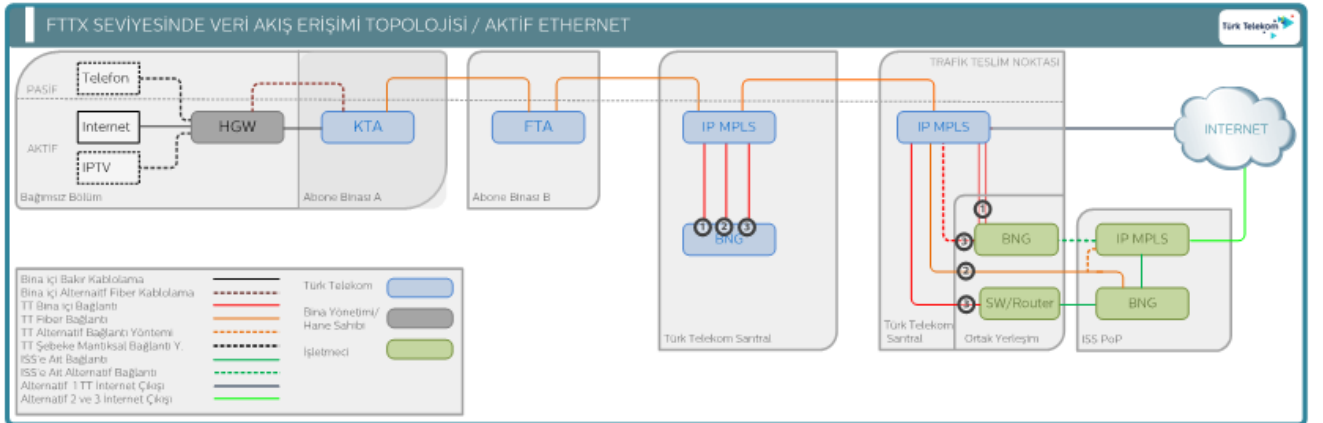 FTTX SEVİYESİNDE VERİ AKIŞ ERİŞİMİ TOPOLOJİSİ / AKTİF ETHERNET
Türk Telekom
PASİF
AKTİF
Telefon
Internet
IPTV
HGW
Bağımsız Bölüm
KTA
Abone Binası A
FTA
Abone Binası B
IP MPLS
1
2
3
BNG
Türk Telekom Santral
TRAFİK TESLİM NOKTASI
IP MPLS
INTERNET
1
3
BNG
IP MPLS
2
3
SW/Router
BNG
Türk Telekom
Santral
Ortak Yerleşim
ISS PoP
Bina içi Bakır Kablolama
Bina içi Alternatif Fiber Kablolama
TT Bina içi Bağlantı
TT Fiber Bağlantı
TT Alternatif Bağlantı Yöntemi
TT Şebeke Mantıksal Bağlantı Y.
ISS'e Ait Bağlantı
ISS'e Ait Alternatif Bağlantı
Alternatif 1 TT İnternet Çıkışı
Alternatif 2 ve 3 İnternet Çıkışı
Türk Telekom
Bina Yönetimi/
Hane Sahibi
İşletmeci